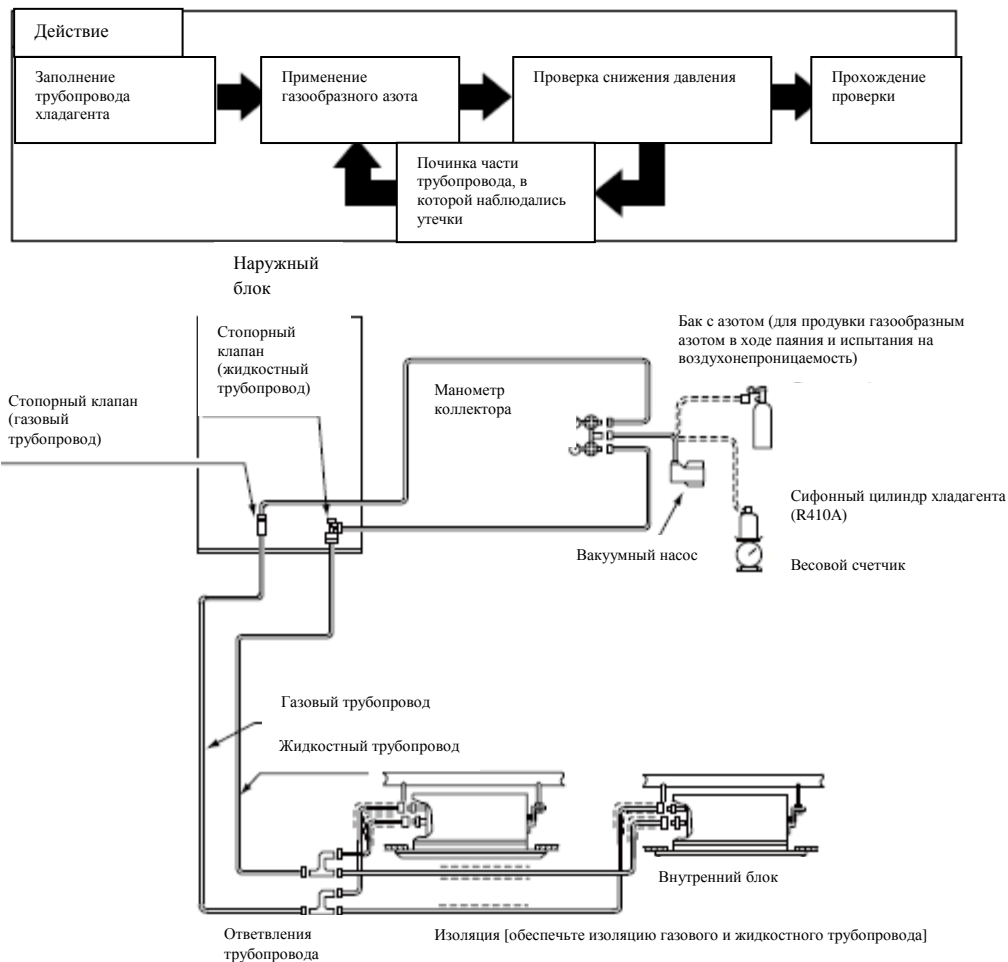 Действие
Заполнение
трубопровода
хладагента
Применение
газообразного азота
Проверка снижения давления
Прохождение
проверки
Починка части
трубопровода, в
которой наблюдались
утечки
Наружный
блок
Стопорный
клапан
(жидкостный
трубопровод)
Стопорный клапан
(газовый
трубопровод)
Манометр
коллектора
Бак с азотом (для продувки газообразным
азотом в ходе паяния и испытания на
воздухонепроницаемость)
Сифонный цилиндр хладагента
(R410A)
Вакуумный насос
Весовой счетчик
Газовый трубопровод
Жидкостный трубопровод
Внутренний блок
Ответвления
трубопровода
Изоляция [обеспечьте изоляцию газового и жидкостного трубопровода]